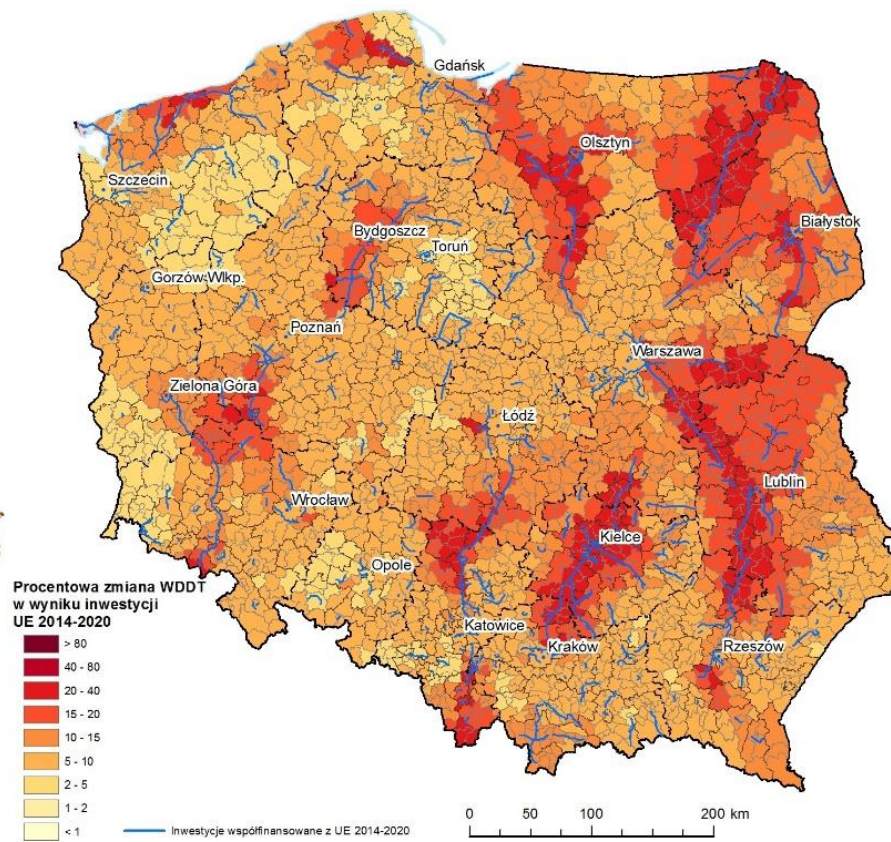 Gdańsk
Olsztyn
Szczecin
Białystok
Bydgoszcz
Toruń
Gorzów Wlkp.
Poznań
Warszawa
Zielona Góra
Łódź
Lublin
Wrocław
Kielce
Opole
Katowice
Kraków
Rzeszów
Procentowa zmiana WDDT
w wyniku inwestycji
UE 2014-2020
> 80
40 - 80
20 - 40
15 - 20
10 - 15
5 - 10
2 - 5
1 - 2
< 1
Inwestycje współfinansowane z UE 2014-2020
0 50 100 200 km